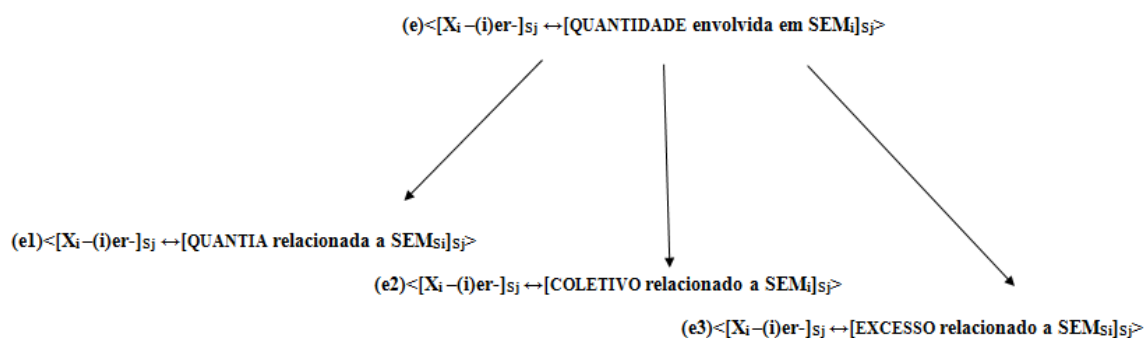 (e)<[Xᵢ –(i)er-]Sj ↔[QUANTIDADE envolvida em SEMᵢ]Sj>
(e1)<[Xᵢ –(i)er-]Sj ↔[QUANTIA relacionada a SEMSi]Sj>
(e2)<[Xᵢ –(i)er-]Sj ↔[COLETIVO relacionado a SEMᵢ]Sj>
(e3)<[Xᵢ –(i)er-]Sj ↔[EXCESSO relacionado a SEMSi]Sj>